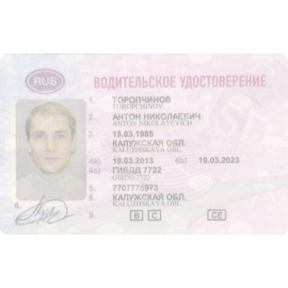 RUS ВОДИТЕЛЬСКОЕ УДОСТОВЕРЕНИЕ
1. ТОРОПЧИНОВ
TOROPCHINOV
2. АНТОН НИКОЛАЕВИЧ
ANTON NIKOLAYEVICH
3. 15.03.1985
КАЛУЖСКАЯ ОБЛ.
KALUZHSKAYA OBL.
4a) 19.03.2013 4b) 19.03.2023
4c) ГИБДД 7722
GIBDD 7722
5. 7707775973
8. КАЛУЖСКАЯ ОБЛ.
KALUZHSKAYA OBL.
6.
9. B C CE